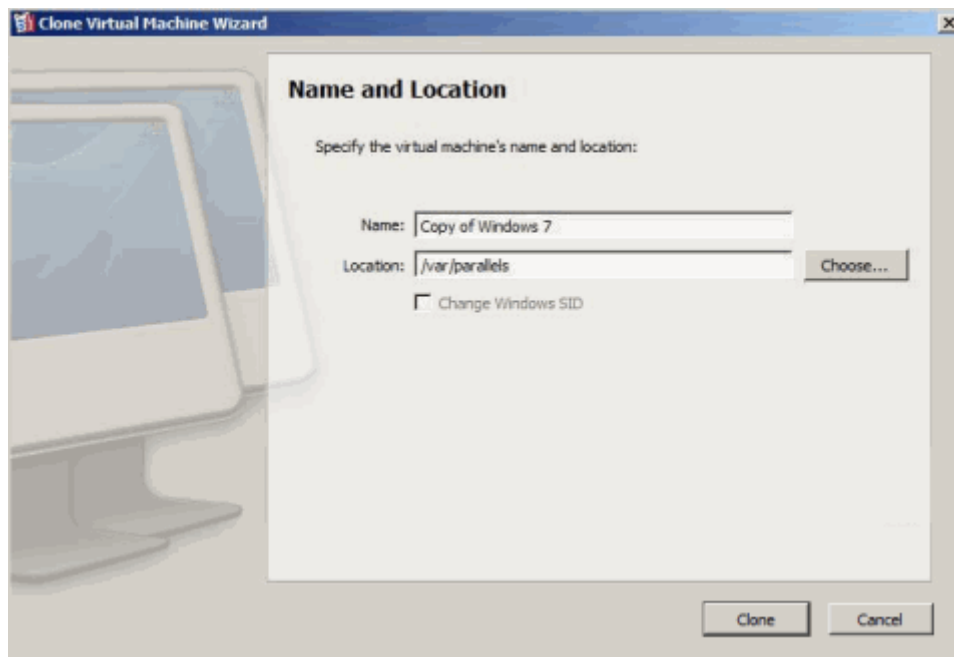 Clone Virtual Machine Wizard
Name and Location
Specify the virtual machine's name and location:
Name: Copy of Windows 7
Location: /var/parallels Choose...
Change Windows SID
Clone Cancel